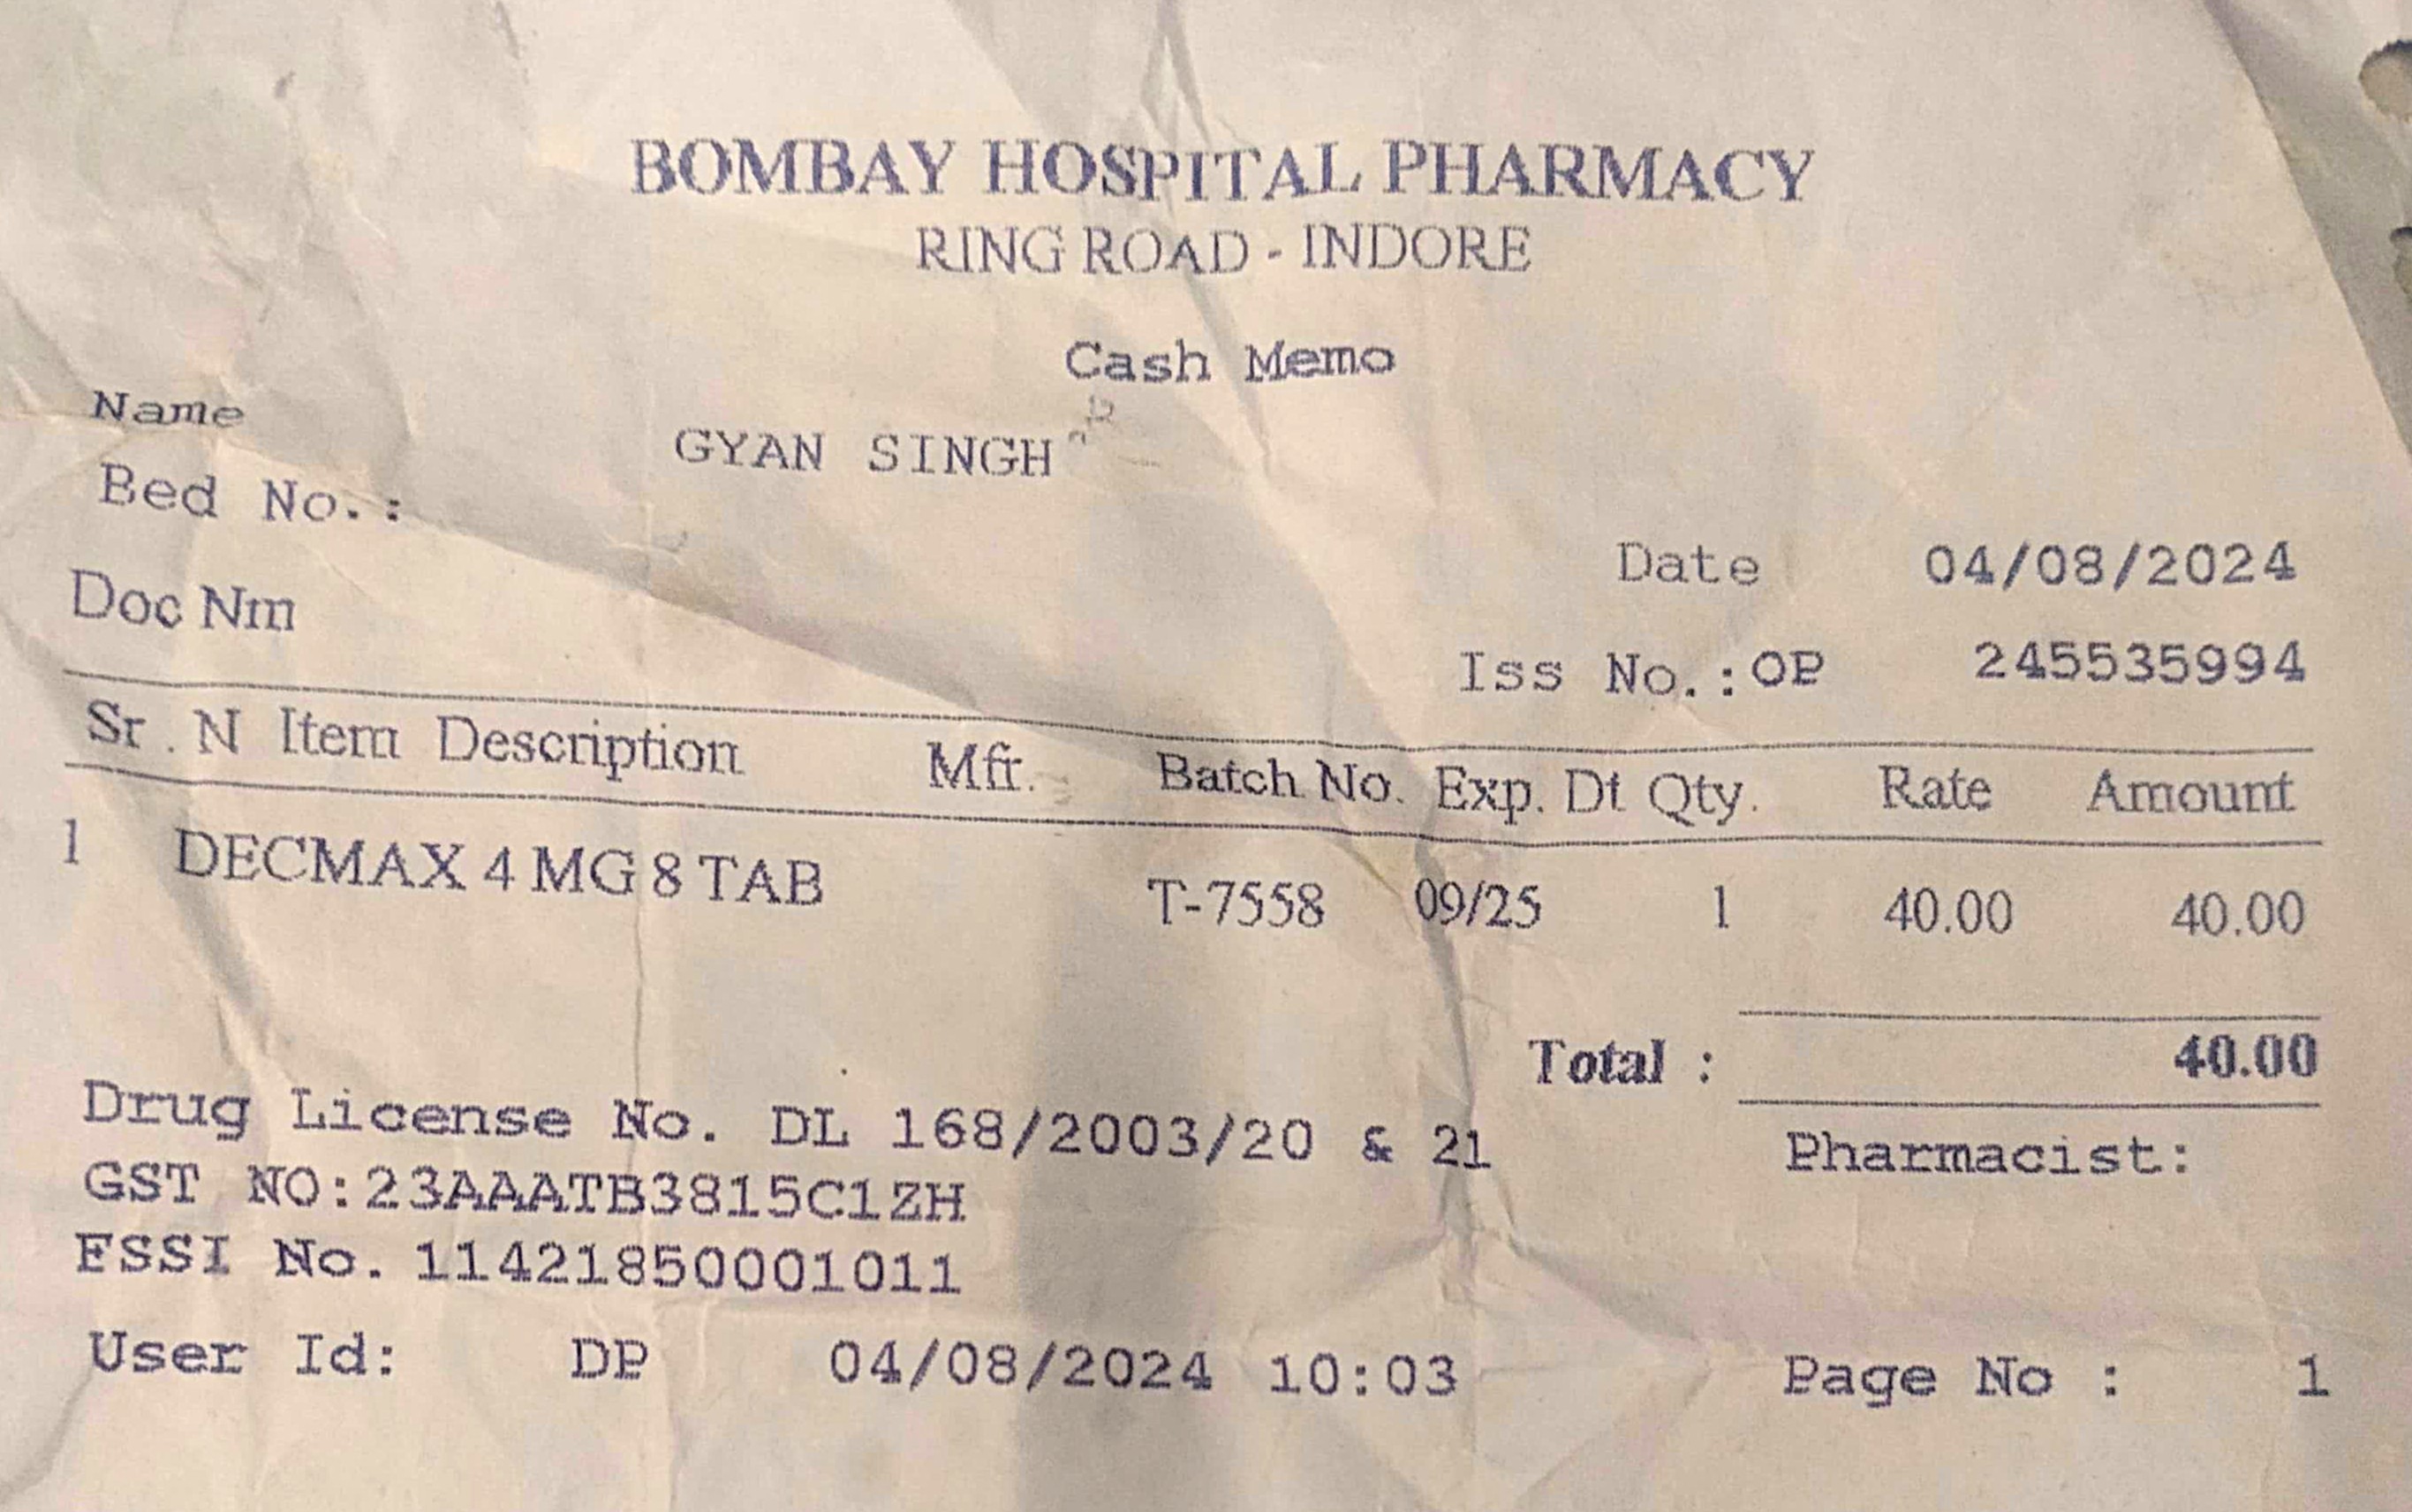 BOMBAY HOSPITAL PHARMACY
RING ROAD - INDORE
Cash Memo
Name GYAN SINGH
Bed No.:
Date 04/08/2024
Doc Nm
Iss No.:OP 245535994
Sr. N Item Description Mfr. Batch No. Exp. Dt Qty. Rate Amount
1 DECMAX 4 MG 8 TAB T-7558 09/25 1 40.00 40.00
Total : 40.00
Drug License No. DL 168/2003/20 & 21
Pharmacist:
GST NO:23AAATB3815C1ZH
FSSI No. 11421850001011
User Id: DP 04/08/2024 10:03 Page No : 1